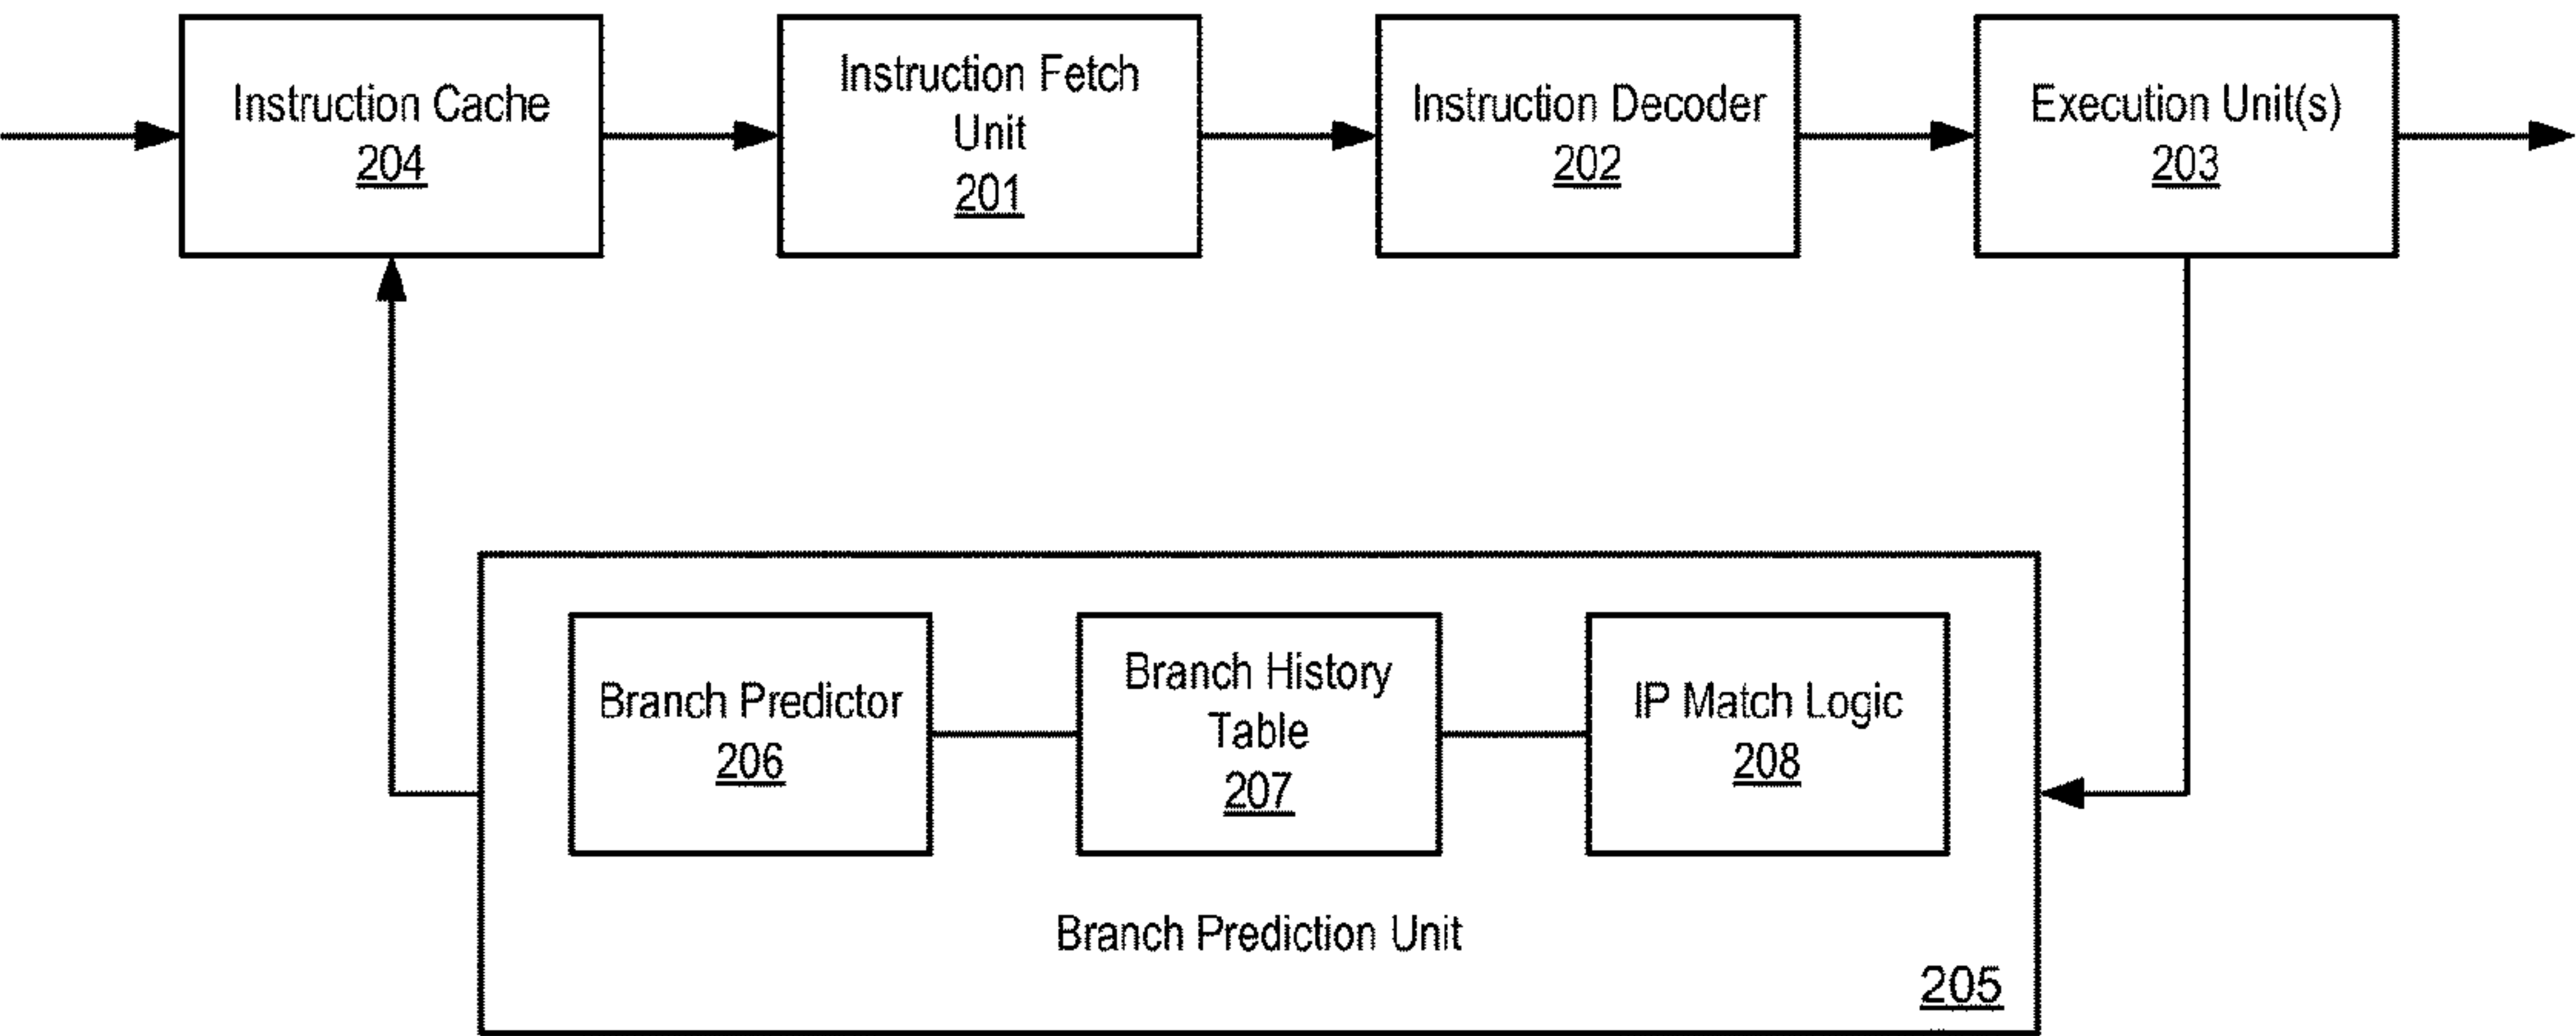 Instruction Cache
204
Instruction Fetch
Unit
201
Instruction Decoder
202
Execution Unit(s)
203
Branch Predictor
206
Branch History
Table
207
IP Match Logic
208
Branch Prediction Unit
205